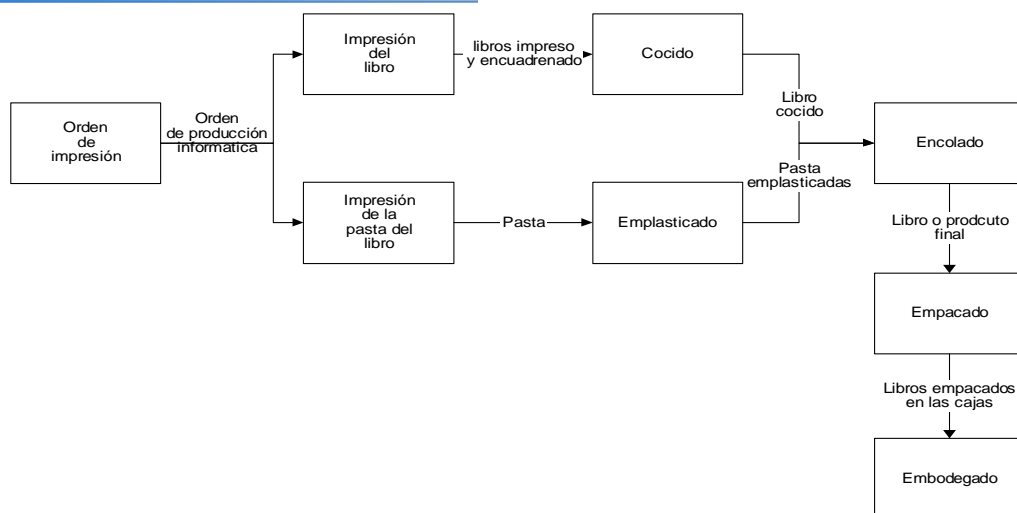 Orden
de
impresión
Orden
de producción
informatica
Impresión
del
libro
libros impreso
y encuadrenado
Cocido
Impresión
de la
pasta del
libro
Pasta
Emplasticado
Libro
cocido
Pasta
emplasticadas
Encolado
Libro o prodcuto
final
Empacado
Libros empacados
en las cajas
Embodegado